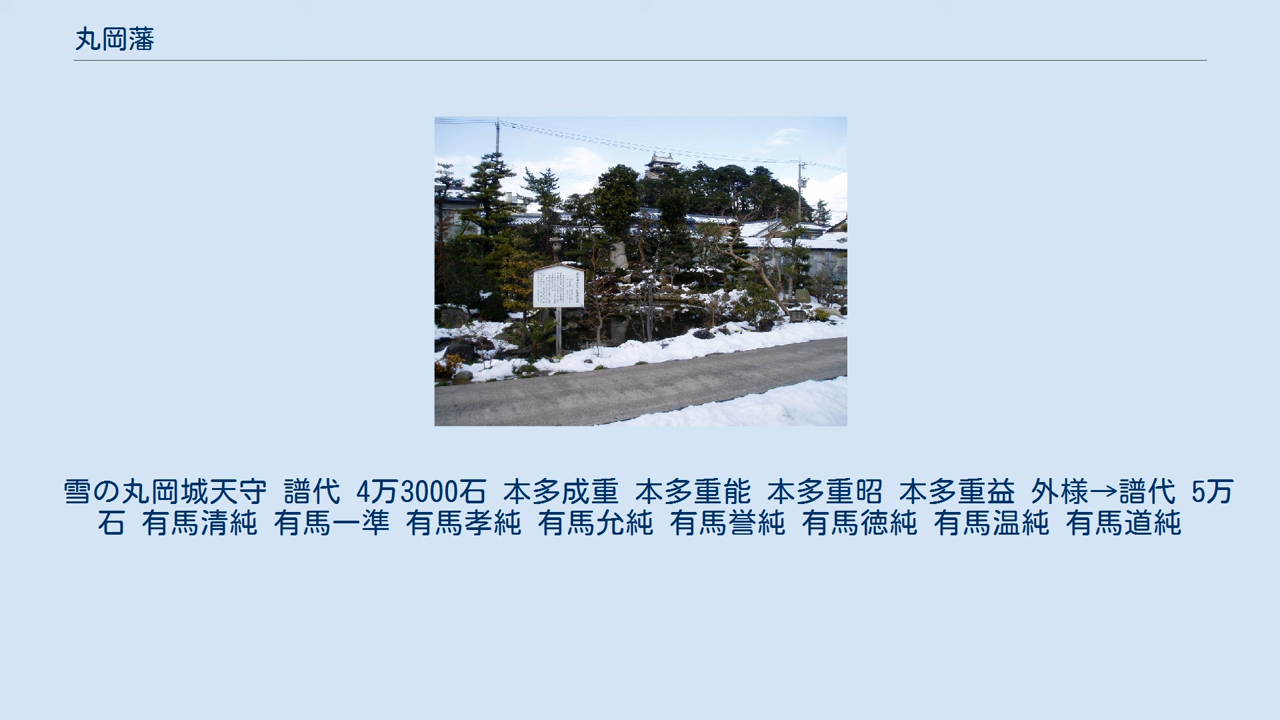 丸岡藩
雪の丸岡城天守 譜代 4万3000石 本多成重 本多重能 本多重昭 本多重益 外様→譜代 5万
石 有馬清純 有馬一準 有馬孝純 有馬允純 有馬誉純 有馬徳純 有馬温純 有馬道純